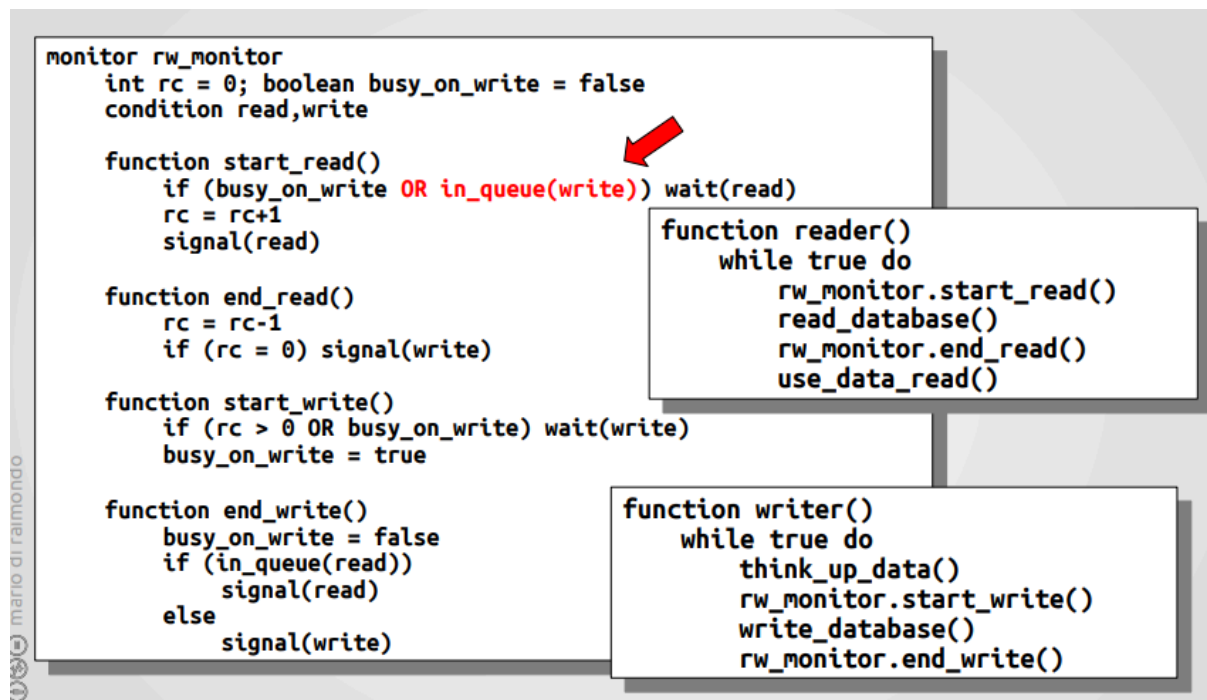 monitor rw_monitor
int rc = 0; boolean busy_on_write = false
condition read,write
function start_read()
if (busy_on_write OR in_queue(write)) wait(read)
rc = rc+1
signal(read)
function end_read()
rc = rc-1
if (rc = 0) signal(write)
function start_write()
if (rc > 0 OR busy_on_write) wait(write)
busy_on_write = true
function end_write()
busy_on_write = false
if (in_queue(read))
signal(read)
else
signal(write)
function reader()
while true do
rw_monitor.start_read()
read_database()
rw_monitor.end_read()
use_data_read()
function writer()
while true do
think_up_data()
rw_monitor.start_write()
write_database()
rw_monitor.end_write()
mario di raimondo